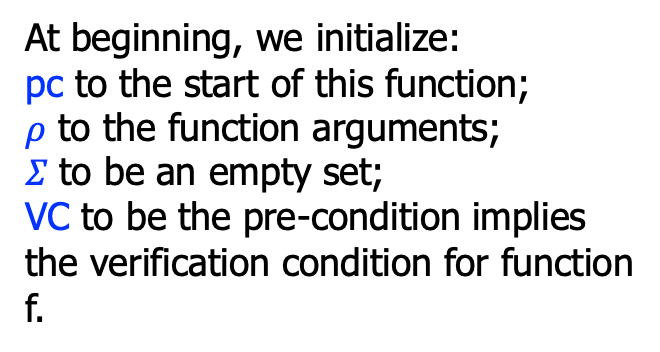 At beginning, we initialize:
pc to the start of this function;
ρ to the function arguments;
Σ to be an empty set;
VC to be the pre-condition implies
the verification condition for function
f.